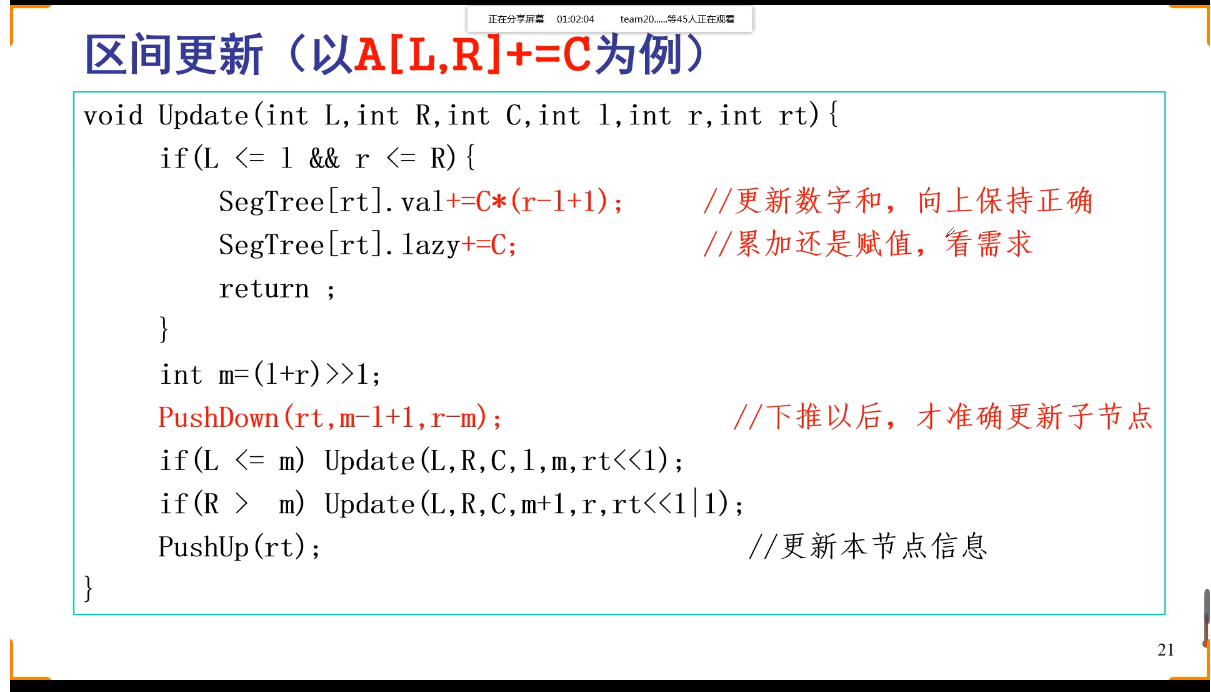 正在分享屏幕 01:02:04 team20......等45人正在观看
区间更新（以A[L,R]+=C为例）
void Update(int L,int R,int C,int l,int r,int rt){
if(L <= l && r <= R){
SegTree[rt].val+=C*(r-l+1); //更新数字和，向上保持正确
SegTree[rt].lazy+=C; //累加还是赋值，看需求
return ;
}
int m=(l+r)>>1;
PushDown(rt,m-l+1,r-m); //下推以后，才准确更新子节点
if(L <= m) Update(L,R,C,l,m,rt<<1);
if(R > m) Update(L,R,C,m+1,r,rt<<1|1);
PushUp(rt); //更新本节点信息
}
21